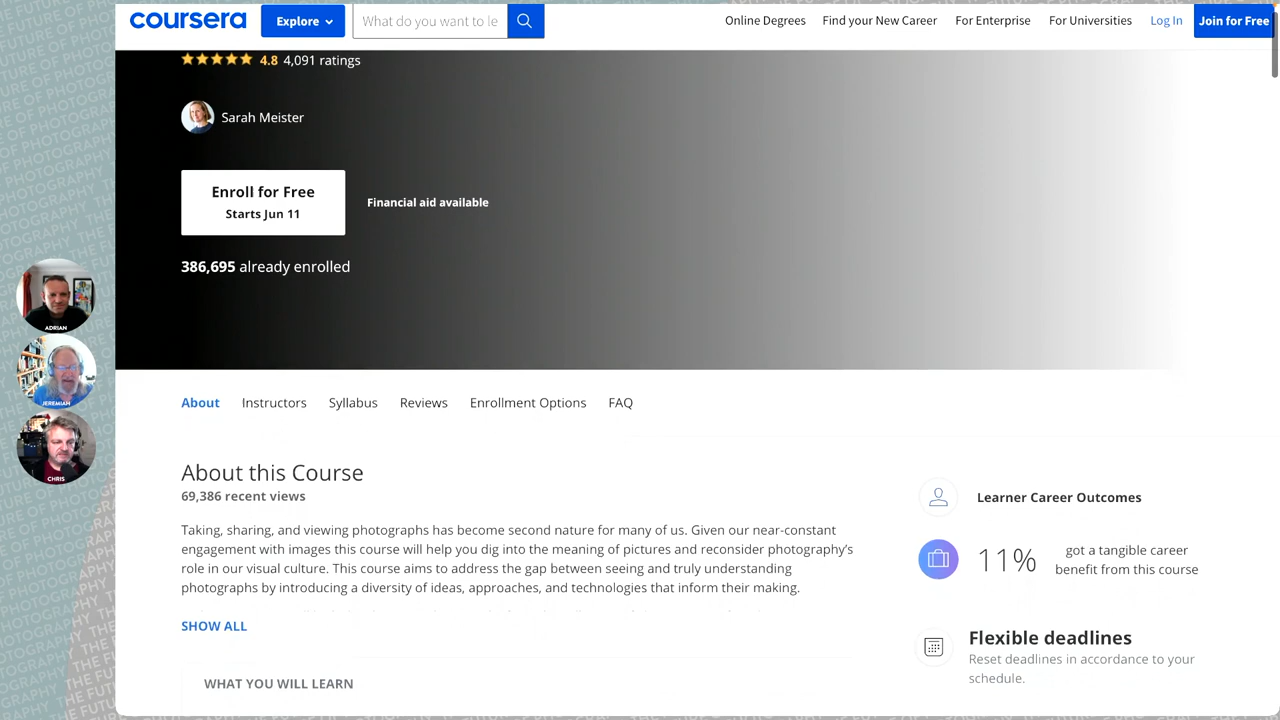 coursera
Explore
What do you want to le
Online Degrees
Find your New Career
For Enterprise
For Universities
Log In
Join for Free
4.8 4,091 ratings
Sarah Meister
Enroll for Free
Starts Jun 11
Financial aid available
386,695 already enrolled
ADRIAN
JEREMIAH
CHRIS
About
Instructors
Syllabus
Reviews
Enrollment Options
FAQ
About this Course
69,386 recent views
Taking, sharing, and viewing photographs has become second nature for many of us. Given our near-constant
engagement with images this course will help you dig into the meaning of pictures and reconsider photography's
role in our visual culture. This course aims to address the gap between seeing and truly understanding
photographs by introducing a diversity of ideas, approaches, and technologies that inform their making.
SHOW ALL
WHAT YOU WILL LEARN
Learner Career Outcomes
11%
got a tangible career
benefit from this course
Flexible deadlines
Reset deadlines in accordance to your
schedule.